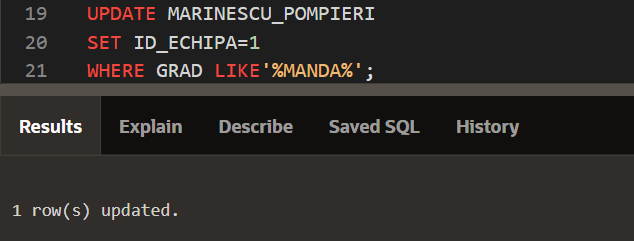 19 UPDATE MARINESCU_POMPIERI
20 SET ID_ECHIPA=1
21 WHERE GRAD LIKE'%MANDA%';
Results Explain Describe Saved SQL History
1 row(s) updated.